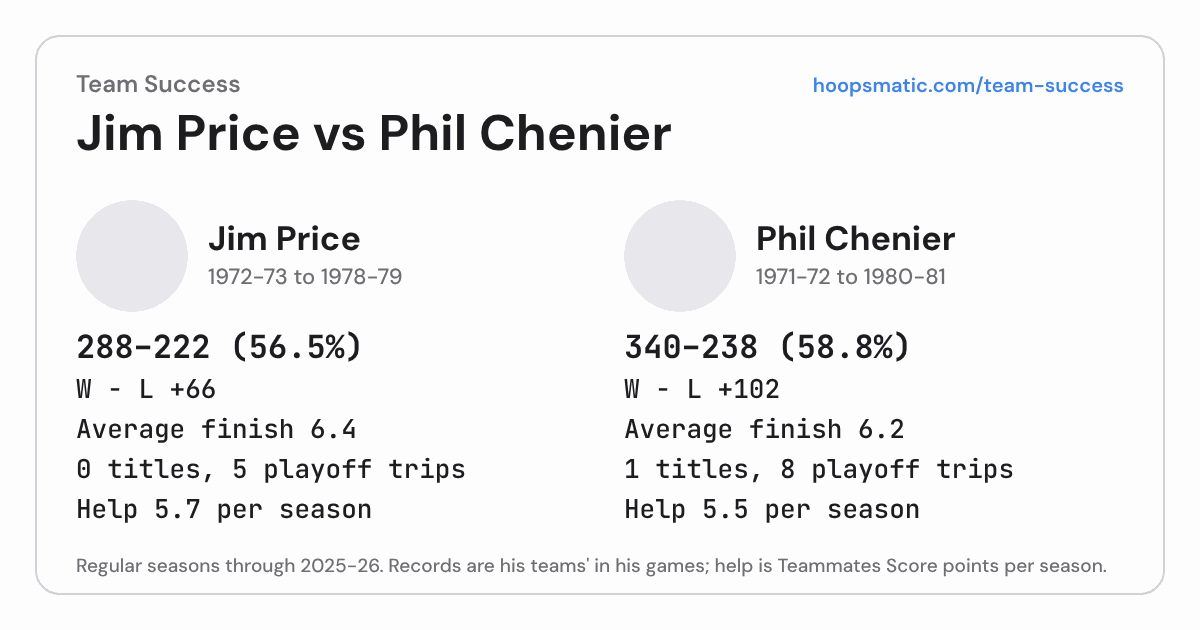 Team Success
hoopsmatic.com/team-success
Jim Price vs Phil Chenier
Jim Price
1972-73 to 1978-79
288-222 (56.5%)
W - L +66
Average finish 6.4
0 titles, 5 playoff trips
Help 5.7 per season
Phil Chenier
1971-72 to 1980-81
340-238 (58.8%)
W - L +102
Average finish 6.2
1 titles, 8 playoff trips
Help 5.5 per season
Regular seasons through 2025-26. Records are his teams' in his games; help is Teammates Score points per season.